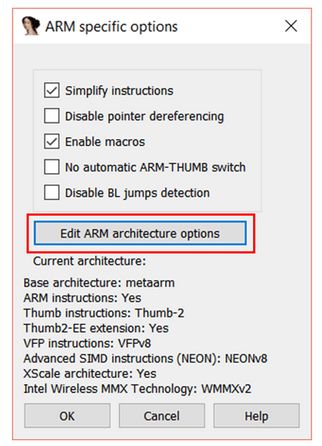 ARM specific options
Simplify instructions
Disable pointer dereferencing
Enable macros
No automatic ARM-THUMB switch
Disable BL jumps detection
Edit ARM architecture options
Current architecture:
Base architecture: metaarm
ARM instructions: Yes
Thumb instructions: Thumb-2
Thumb2-EE extension: Yes
VFP instructions: VFPv8
Advanced SIMD instructions (NEON): NEONv8
XScale architecture: Yes
Intel Wireless MMX Technology: WMMXv2
OK Cancel Help